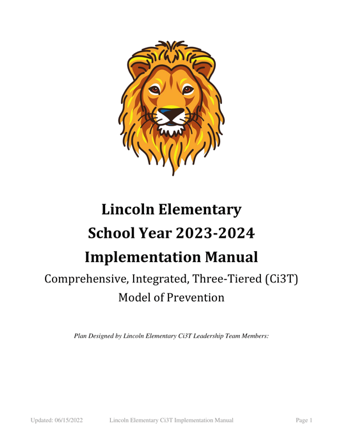 Lincoln Elementary
School Year 2023-2024
Implementation Manual
Comprehensive, Integrated, Three-Tiered (Ci3T)
Model of Prevention
Plan Designed by Lincoln Elementary Ci3T Leadership Team Members:
Updated: 06/15/2022 Lincoln Elementary Ci3T Implementation Manual Page 1